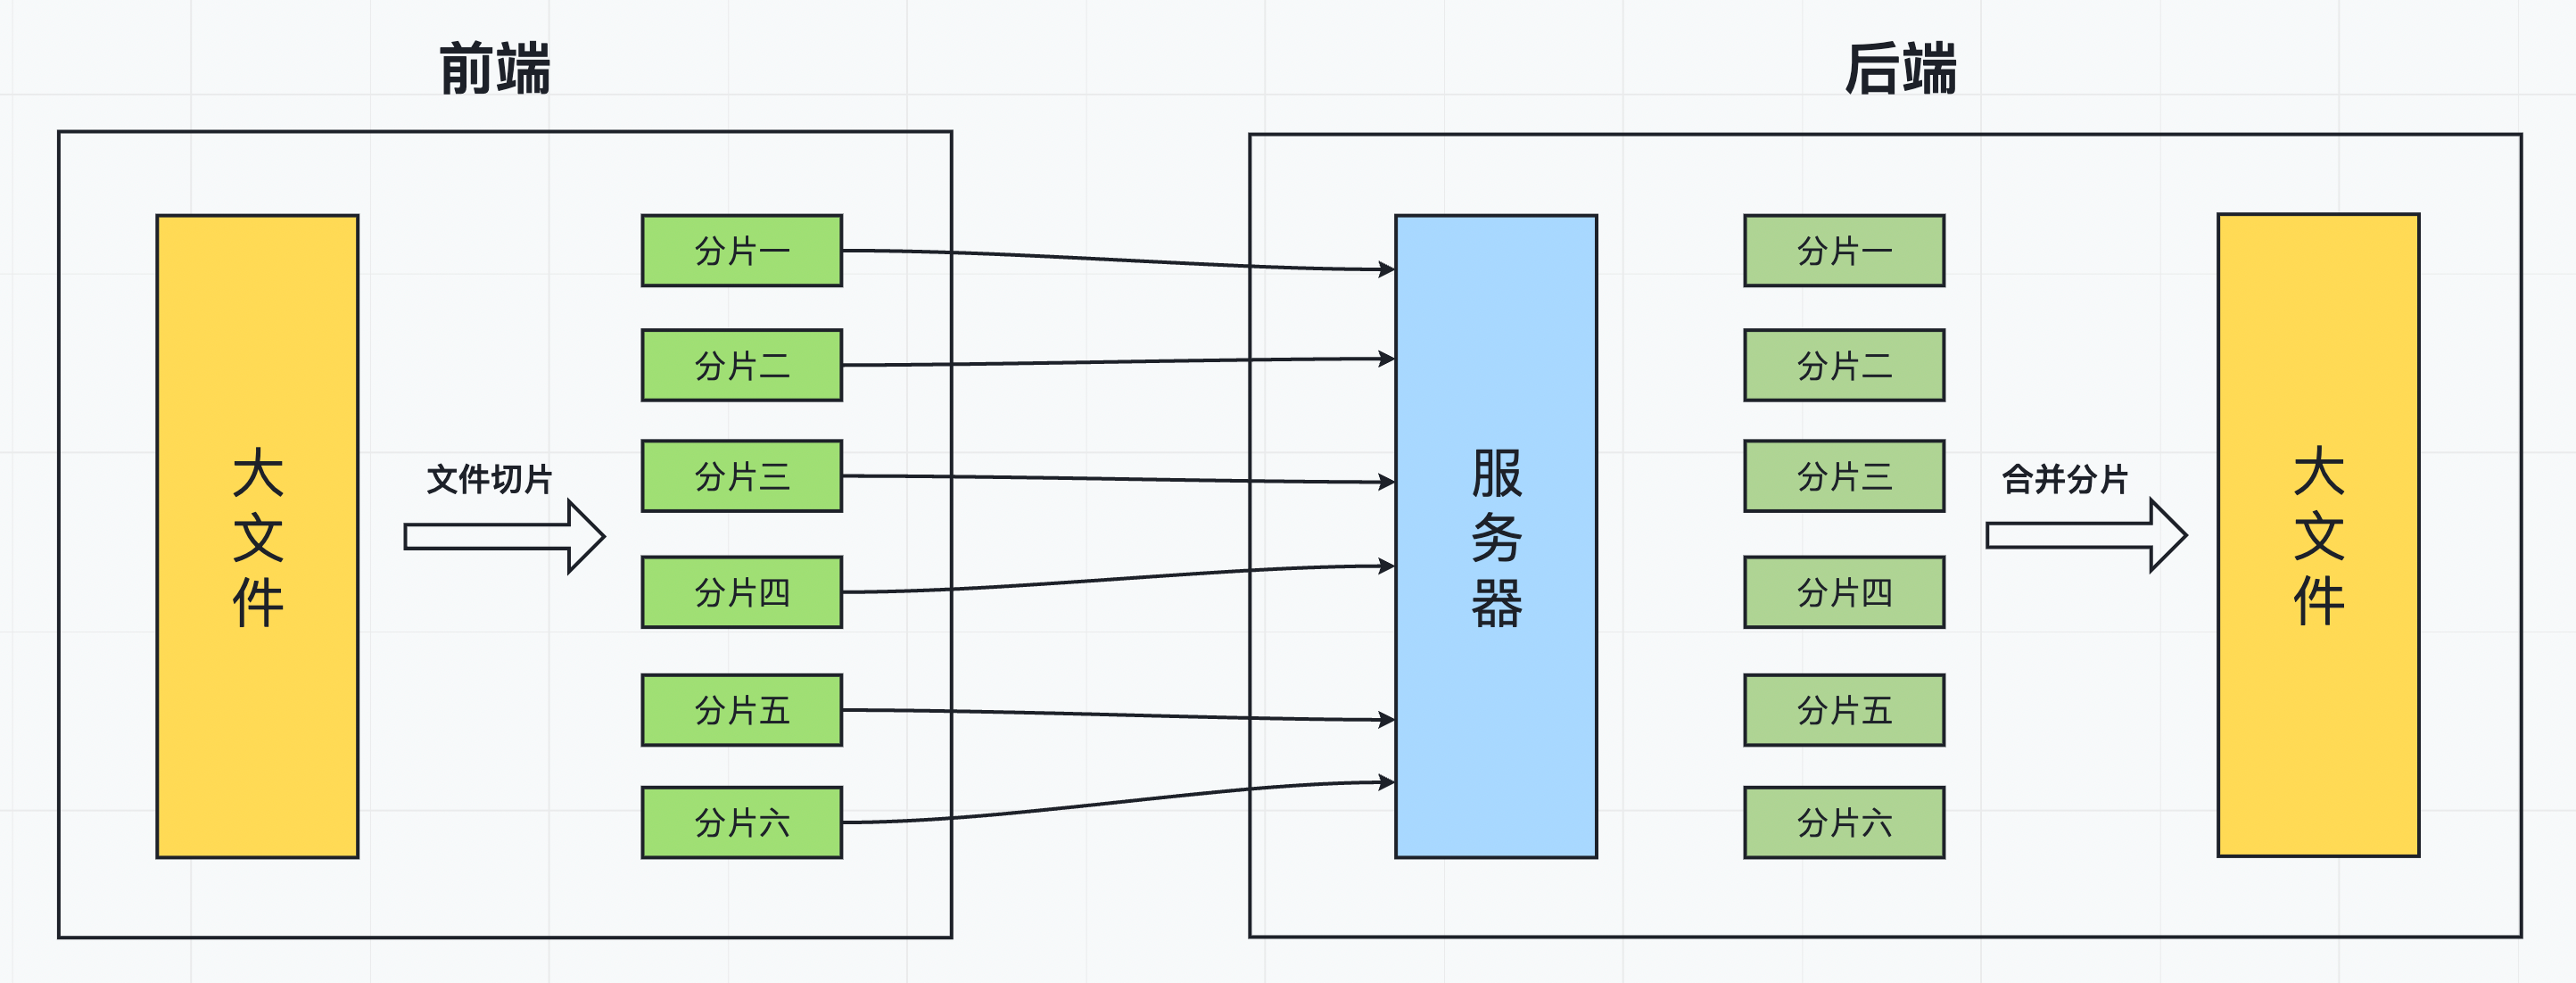 前端
后端
大文件
文件切片
分片一
分片二
分片三
分片四
分片五
分片六
服务器
分片一
分片二
分片三
分片四
分片五
分片六
合并分片
大文件